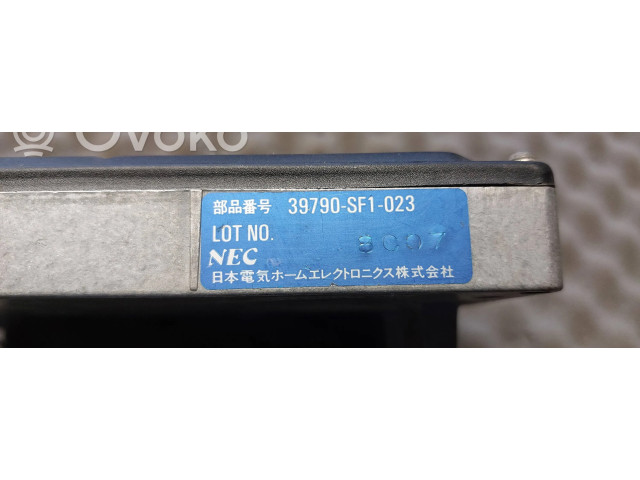 OVOKO
部品番号 39790-SF1-023
LOT NO. 9007
NEC
日本電気ホームエレクトロニクス株式会社